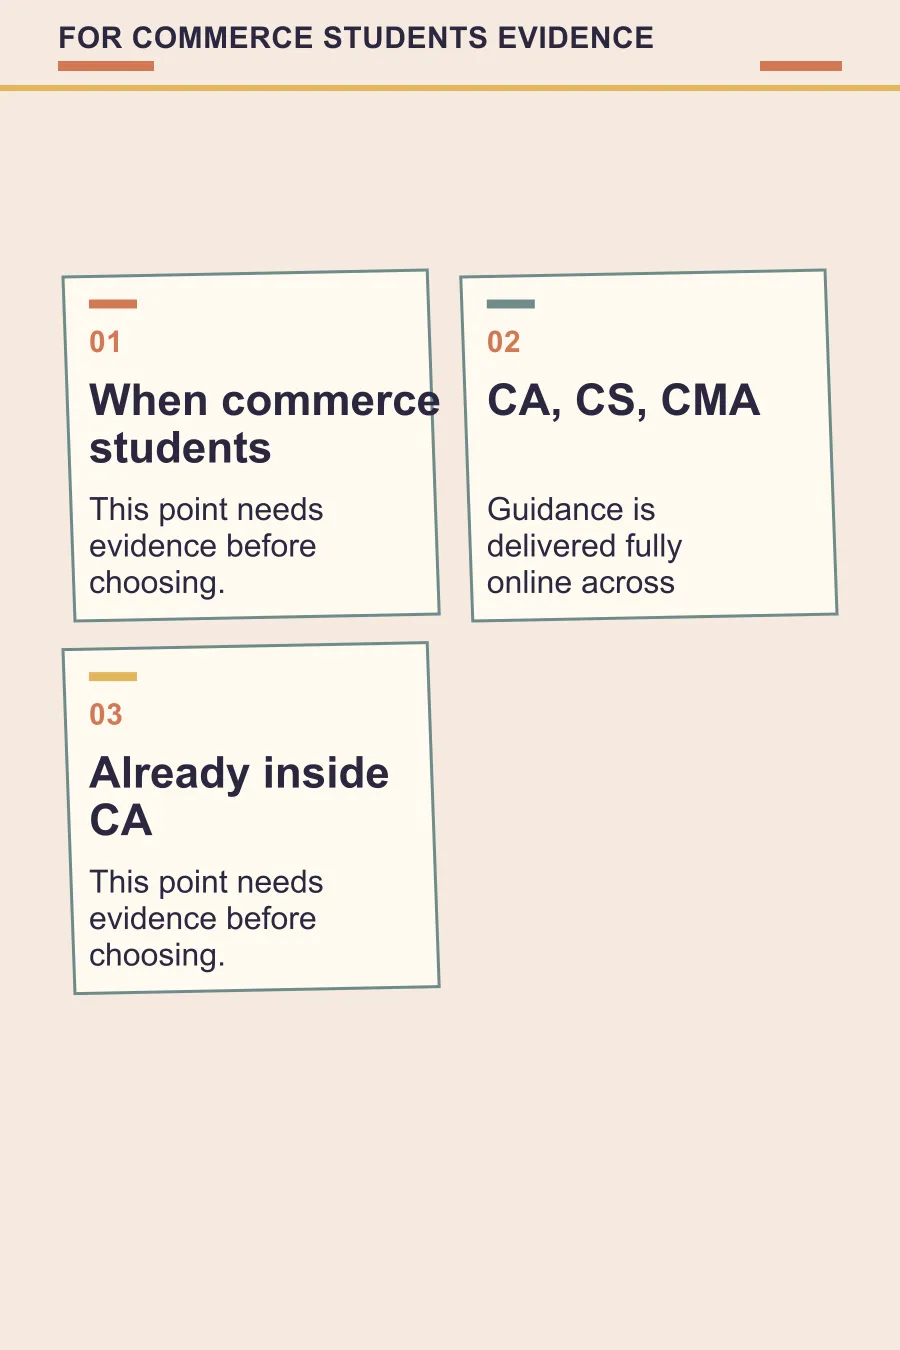 FOR COMMERCE STUDENTS EVIDENCE
01
When commerce
students
This point needs
evidence before
choosing.
02
CA, CS, CMA
Guidance is
delivered fully
online across
03
Already inside
CA
This point needs
evidence before
choosing.